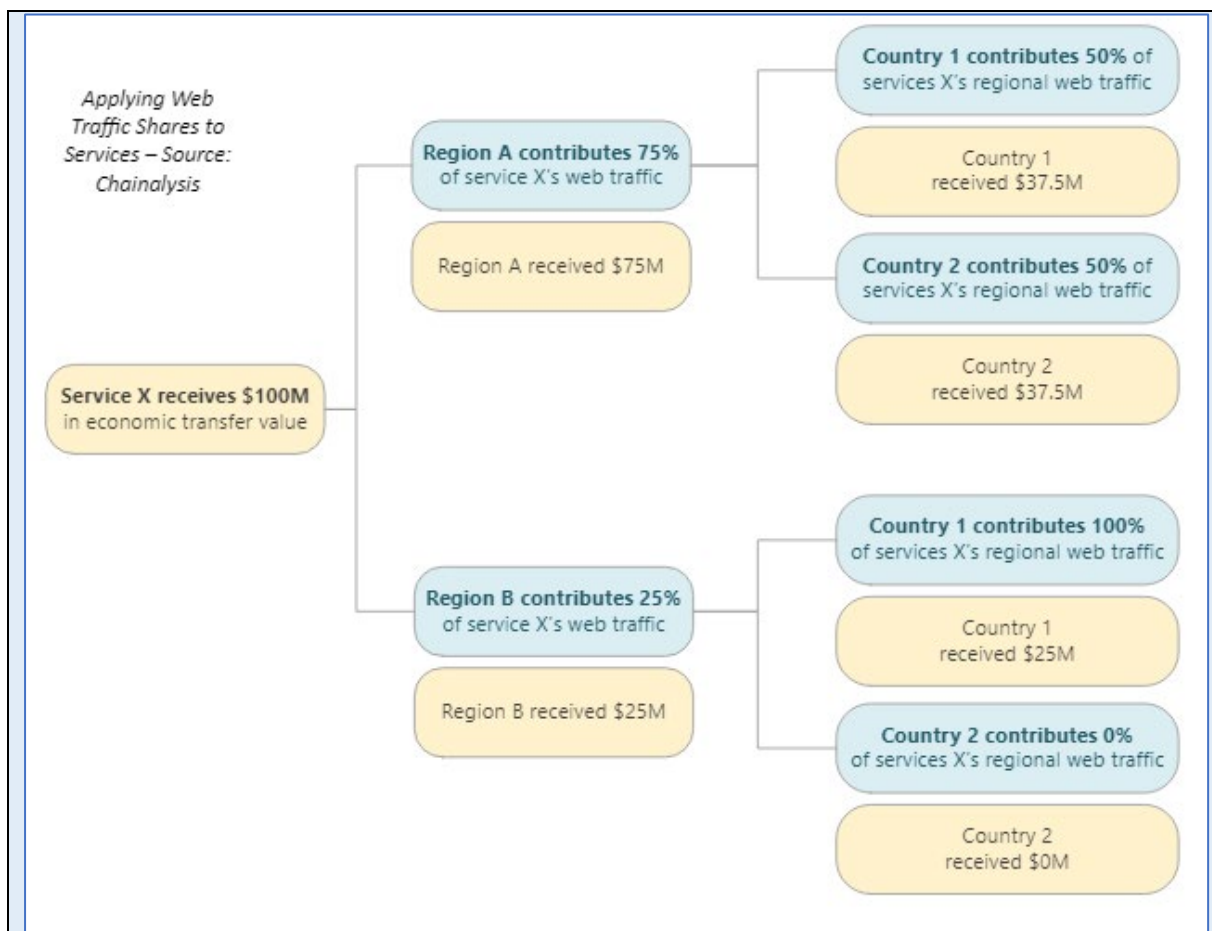 Applying Web
Traffic Shares to
Services – Source:
Chainalysis
Service X receives $100M
in economic transfer value
Region A contributes 75%
of service X's web traffic
Region A received $75M
Country 1 contributes 50% of
services X's regional web traffic
Country 1
received $37.5M
Country 2 contributes 50% of
services X's regional web traffic
Country 2
received $37.5M
Region B contributes 25%
of service X's web traffic
Region B received $25M
Country 1 contributes 100%
of services X's regional web traffic
Country 1
received $25M
Country 2 contributes 0%
of services X's regional web traffic
Country 2
received $0M